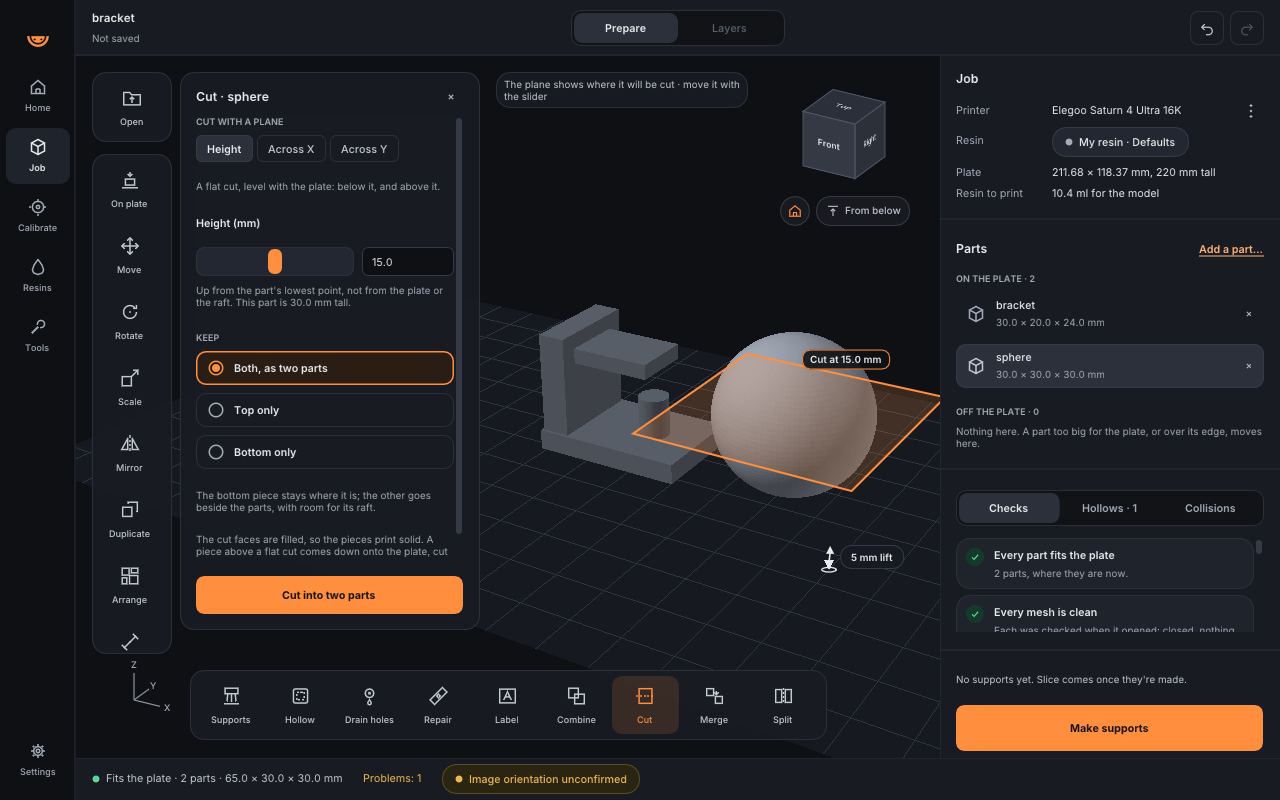 bracket
Not saved
Prepare
Layers
Home
Job
Calibrate
Resins
Tools
Settings
Open
On plate
Move
Rotate
Scale
Mirror
Duplicate
Arrange
Cut · sphere
×
CUT WITH A PLANE
Height
Across X
Across Y
A flat cut, level with the plate: below it, and above it.
Height (mm)
15.0
Up from the part's lowest point, not from the plate or
the raft. This part is 30.0 mm tall.
KEEP
Both, as two parts
Top only
Bottom only
The bottom piece stays where it is; the other goes
beside the parts, with room for its raft.
The cut faces are filled, so the pieces print solid. A
piece above a flat cut comes down onto the plate, cut
Cut into two parts
The plane shows where it will be cut · move it with
the slider
Top
Front
Right
From below
Cut at 15.0 mm
5 mm lift
Z
Y
X
Supports
Hollow
Drain holes
Repair
Label
Combine
Cut
Merge
Split
Job
Printer
Elegoo Saturn 4 Ultra 16K
Resin
My resin · Defaults
Plate
211.68 × 118.37 mm, 220 mm tall
Resin to print
10.4 ml for the model
Parts
Add a part...
ON THE PLATE · 2
bracket
30.0 × 20.0 × 24.0 mm
×
sphere
30.0 × 30.0 × 30.0 mm
×
OFF THE PLATE · 0
Nothing here. A part too big for the plate, or over its edge, moves
here.
Checks
Hollows · 1
Collisions
Every part fits the plate
2 parts, where they are now.
Every mesh is clean
Each was checked when it opened: closed, nothing
No supports yet. Slice comes once they're made.
Make supports
Fits the plate · 2 parts · 65.0 × 30.0 × 30.0 mm
Problems: 1
Image orientation unconfirmed